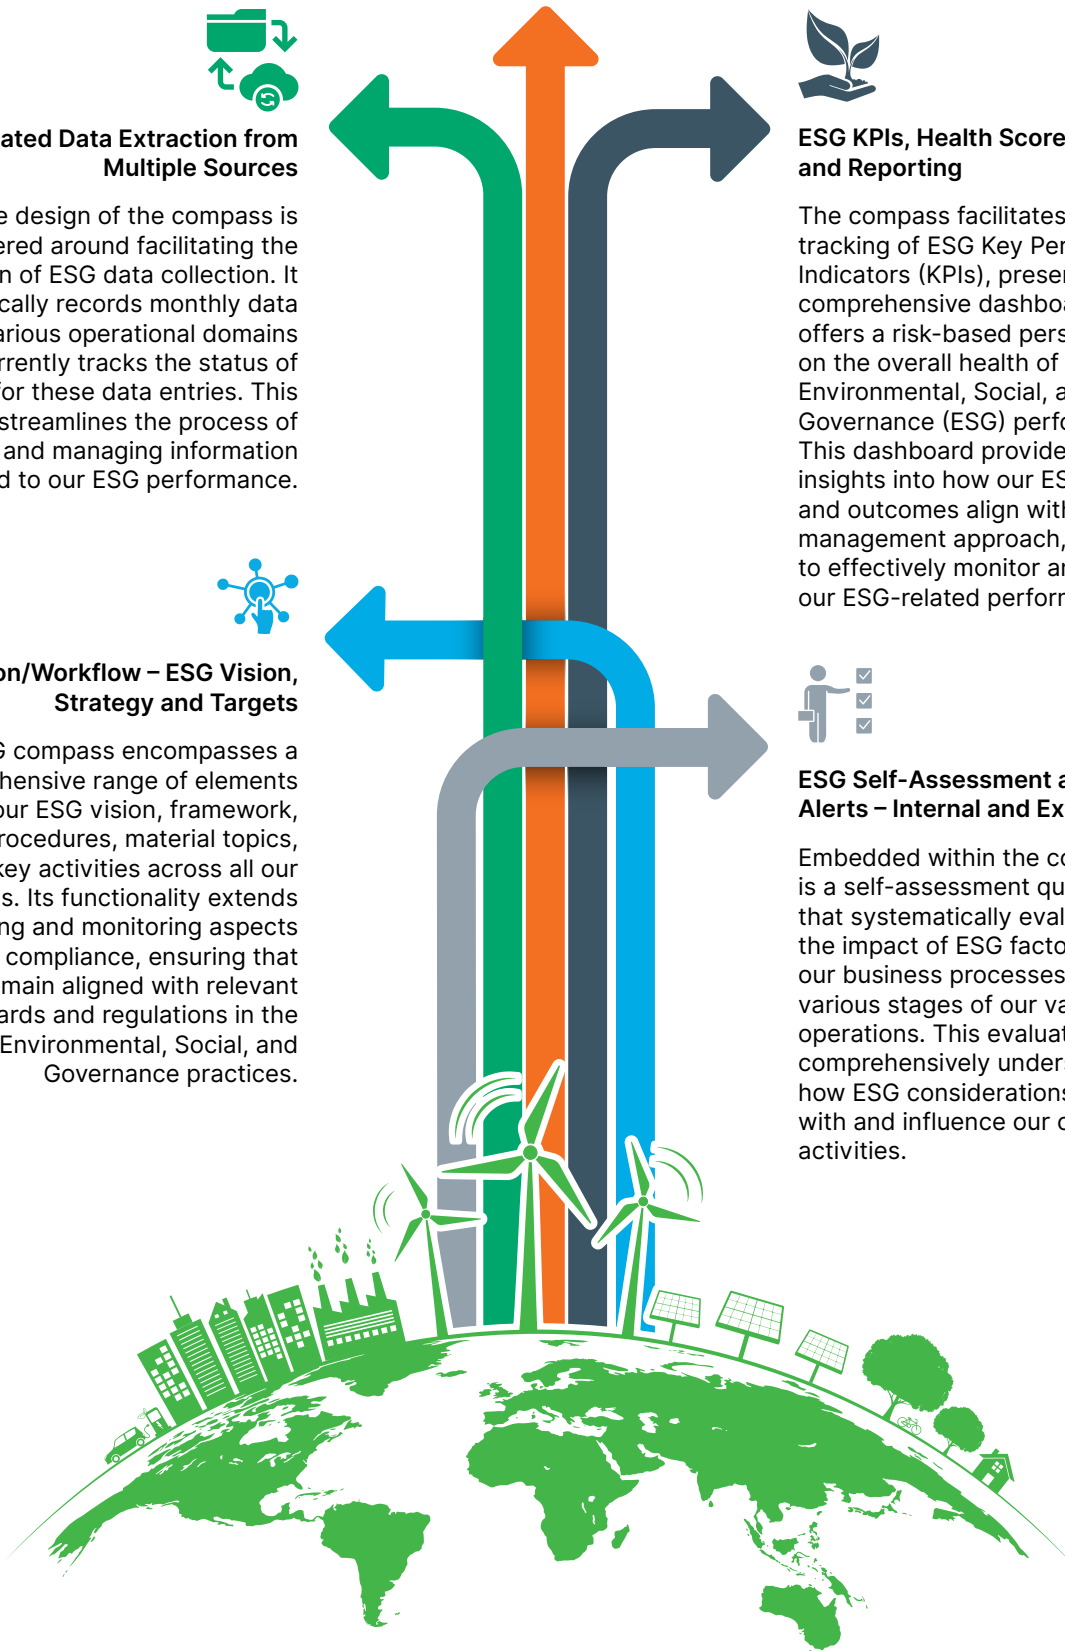 ated Data Extraction from
Multiple Sources
e design of the compass is
ered around facilitating the
n of ESG data collection. It
cally records monthly data
arious operational domains
rrently tracks the status of
for these data entries. This
streamlines the process of
and managing information
d to our ESG performance.
on/Workflow – ESG Vision,
Strategy and Targets
G compass encompasses a
hensive range of elements
our ESG vision, framework,
rocedures, material topics,
key activities across all our
s. Its functionality extends
ng and monitoring aspects
compliance, ensuring that
main aligned with relevant
ards and regulations in the
Environmental, Social, and
Governance practices.
ESG KPIs, Health Score
and Reporting
The compass facilitates
tracking of ESG Key Per
Indicators (KPIs), presen
comprehensive dashboa
offers a risk-based pers
on the overall health of
Environmental, Social, a
Governance (ESG) perfo
This dashboard provide
insights into how our ES
and outcomes align with
management approach,
to effectively monitor an
our ESG-related perform
ESG Self-Assessment a
Alerts – Internal and Ex
Embedded within the co
is a self-assessment qu
that systematically eval
the impact of ESG facto
our business processes
various stages of our va
operations. This evaluat
comprehensively unders
how ESG considerations
with and influence our o
activities.